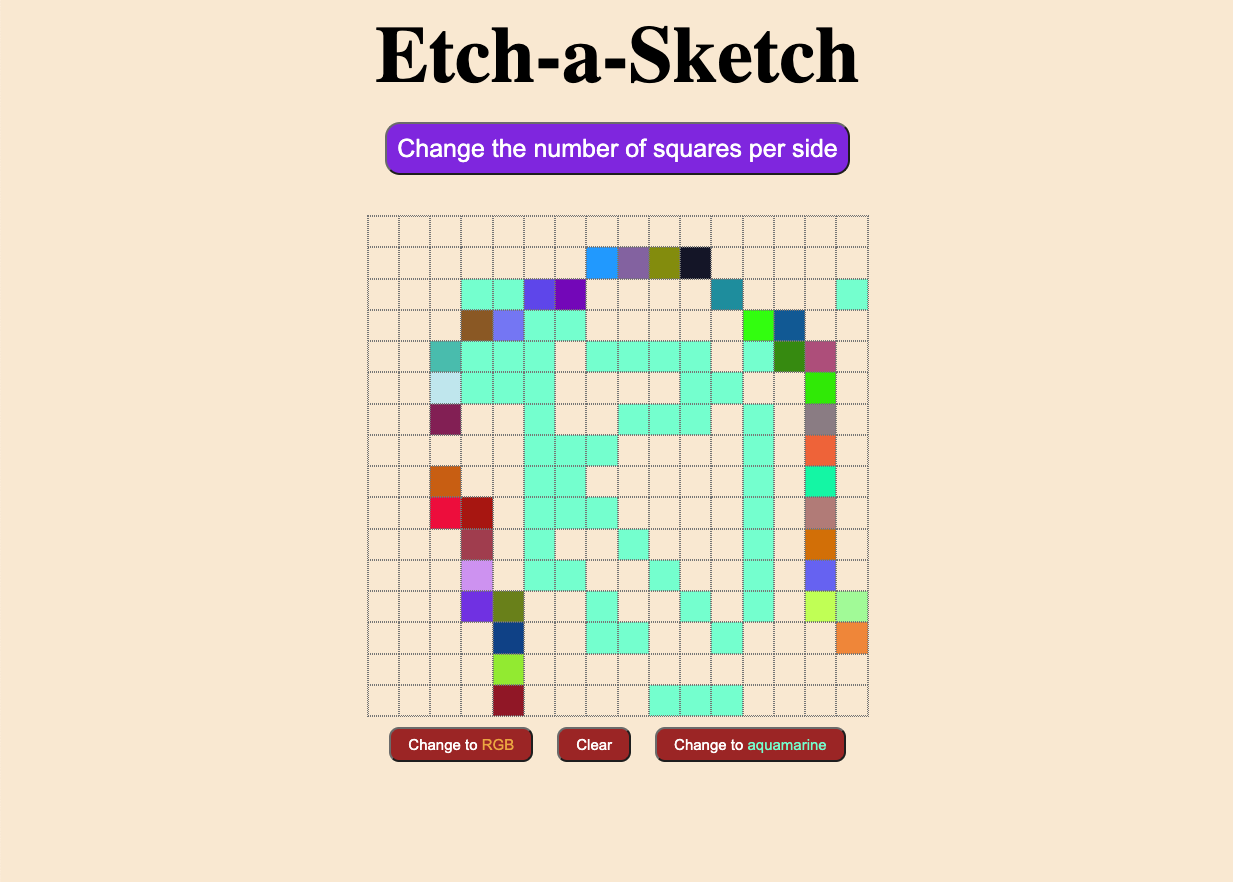 Etch-a-Sketch
Change the number of squares per side
Change to RGB
Clear
Change to aquamarine